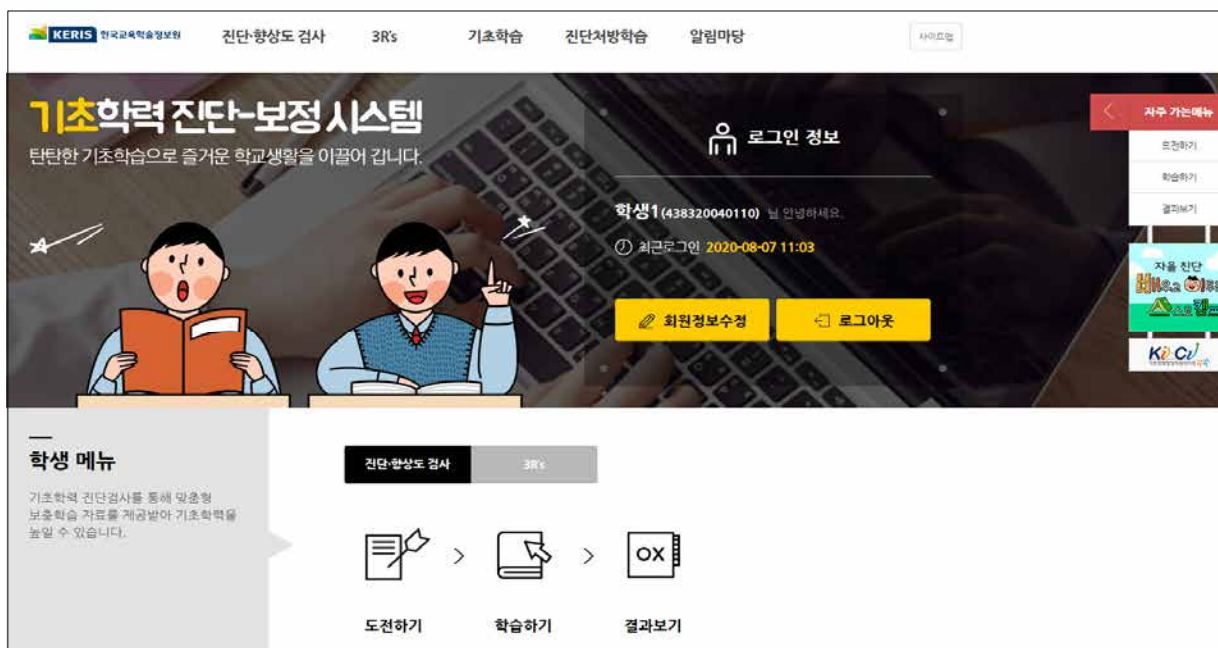 KERIS 한국교육학술정보원
진단·향상도 검사
3R's
기초학습
진단처방학습
알림마당
사이트맵
기초학력 진단-보정 시스템
탄탄한 기초학습으로 즐거운 학교생활을 이끌어 갑니다.
로그인 정보
학생1(438320040110) 님 안녕하세요.
최근로그인 2020-08-07 11:03
회원정보수정
로그아웃
자주 가는메뉴
도전하기
학습하기
결과보기
자율 진단
배우고
캠프
학생 메뉴
기초학력 진단검사를 통해 맞춤형
보충학습 자료를 제공받아 기초학력을
높일 수 있습니다.
진단·향상도 검사
3R's
OX
도전하기
학습하기
결과보기